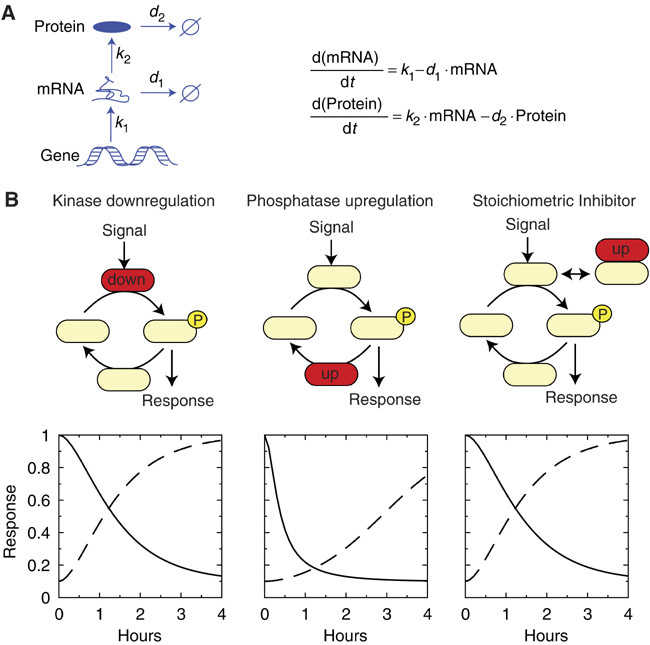 A
Protein d2 ∅
k2
mRNA d1 ∅
k1
Gene
d(mRNA)/dt = k1–d1·mRNA
d(Protein)/dt = k2·mRNA –d2·Protein
B
Kinase downregulation Phosphatase upregulation Stoichiometric Inhibitor
Signal
down
P
Response
Signal
P
up
Response
Signal
up
P
Response
Response
1
0.8
0.6
0.4
0.2
0
0 1 2 3 4
Hours
0 1 2 3 4
Hours
0 1 2 3 4
Hours